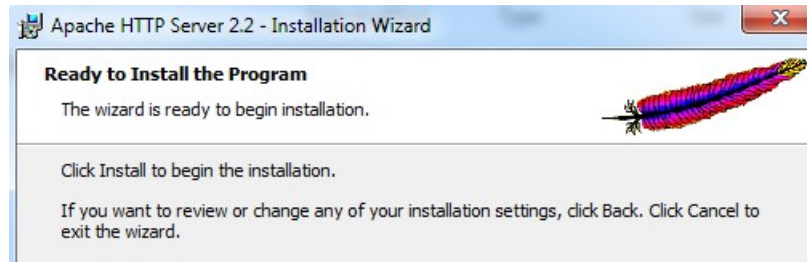 Apache HTTP Server 2.2 - Installation Wizard
Ready to Install the Program
The wizard is ready to begin installation.
Click Install to begin the installation.
If you want to review or change any of your installation settings, click Back. Click Cancel to
exit the wizard.